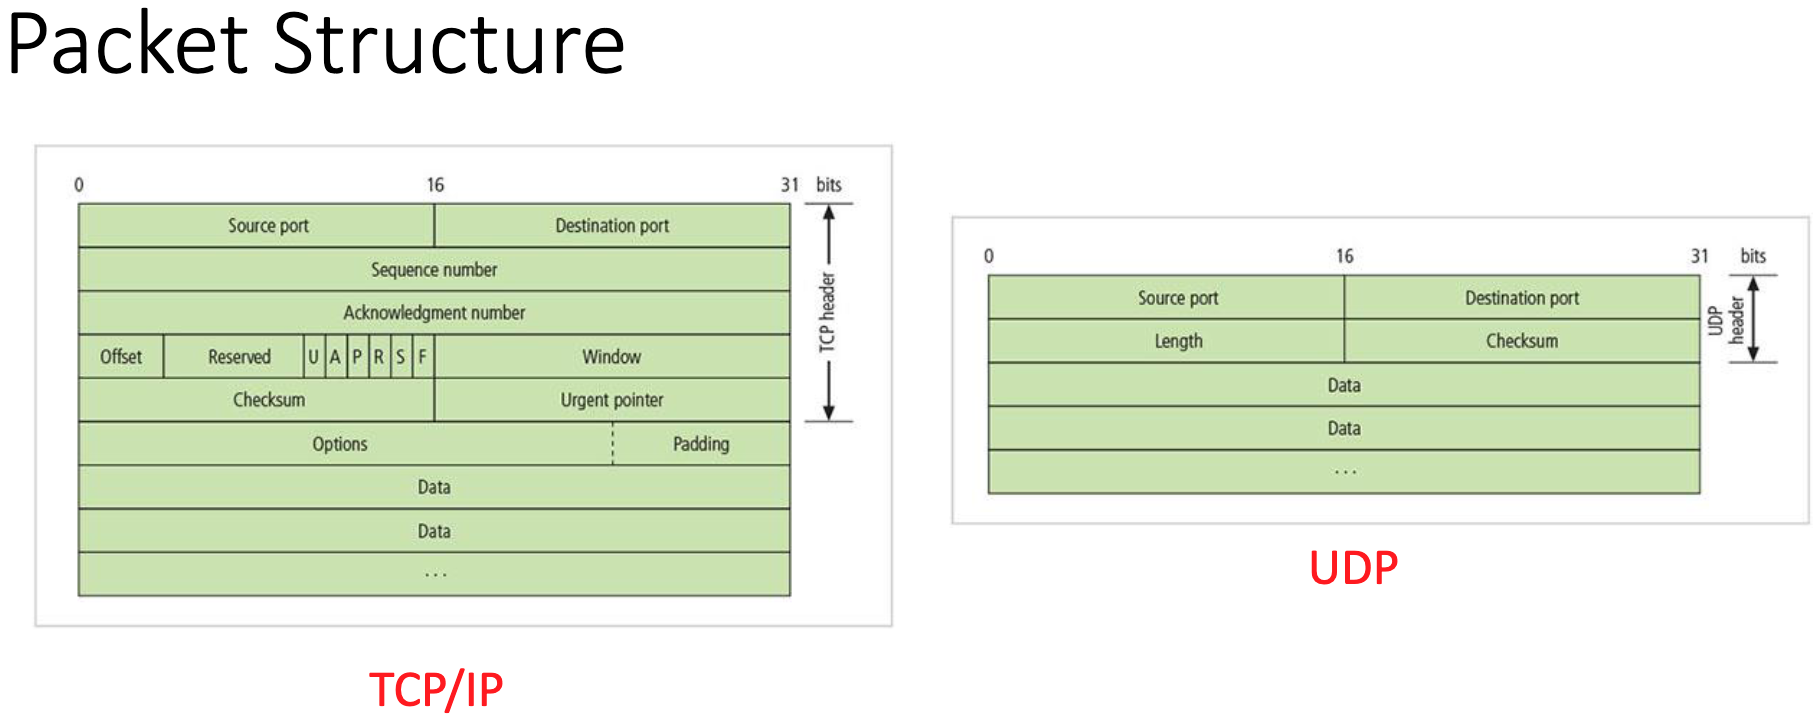 Packet Structure
0 16 31 bits
Source port Destination port
Sequence number
Acknowledgment number
Offset Reserved U A P R S F Window
Checksum Urgent pointer
Options Padding
Data
Data
...
TCP header
TCP/IP
0 16 31 bits
Source port Destination port
Length Checksum
Data
Data
...
UDP
header
UDP